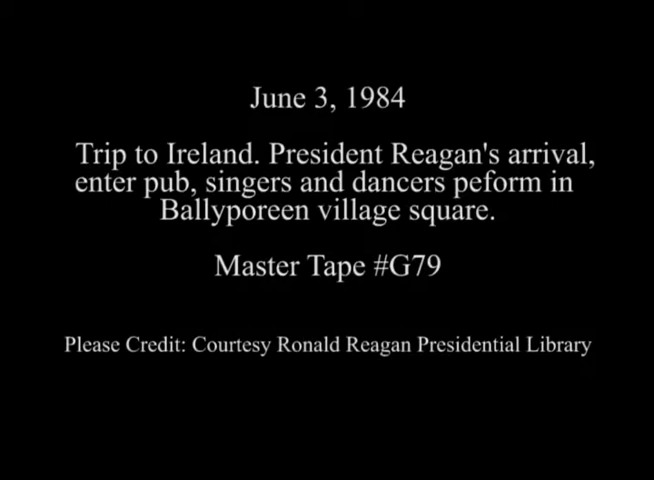 June 3, 1984
Trip to Ireland. President Reagan's arrival,
enter pub, singers and dancers peform in
Ballyporeen village square.
Master Tape #G79
Please Credit: Courtesy Ronald Reagan Presidential Library